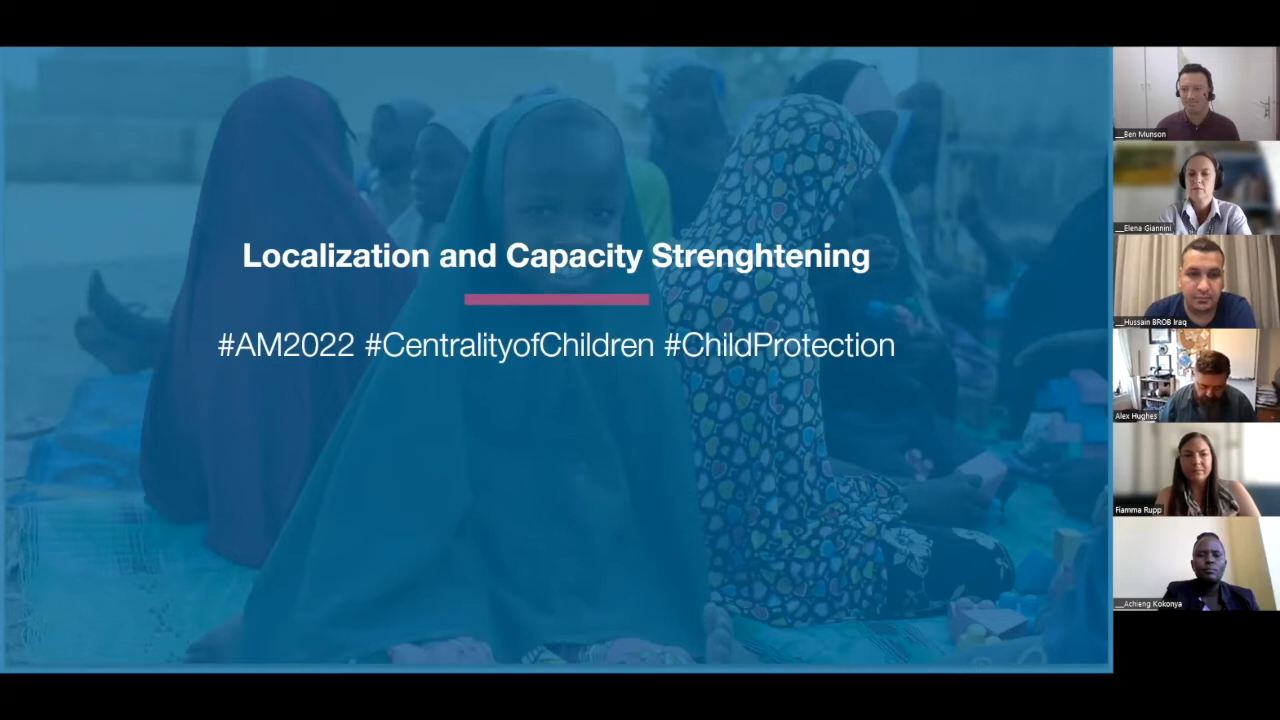 Localization and Capacity Strenghtening
#AM2022 #CentralityofChildren #ChildProtection
__Ben Munson
__Elena Giannini
__Hussain BROB Iraq
Alex Hughes
Fiamma Rupp
__Achieng Kokonya